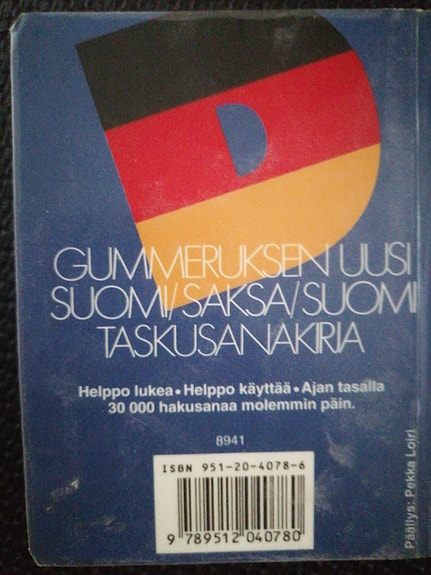 D
GUMMERUKSEN UUSI
SUOMI/SAKSA/SUOMI
TASKUSANAKIRJA
Helppo lukea • Helppo käyttää • Ajan tasalla
30 000 hakusanaa molemmin päin.
8941
ISBN 951-20-4078-6
9 789512 040780
Päällys: Pekka Loiri